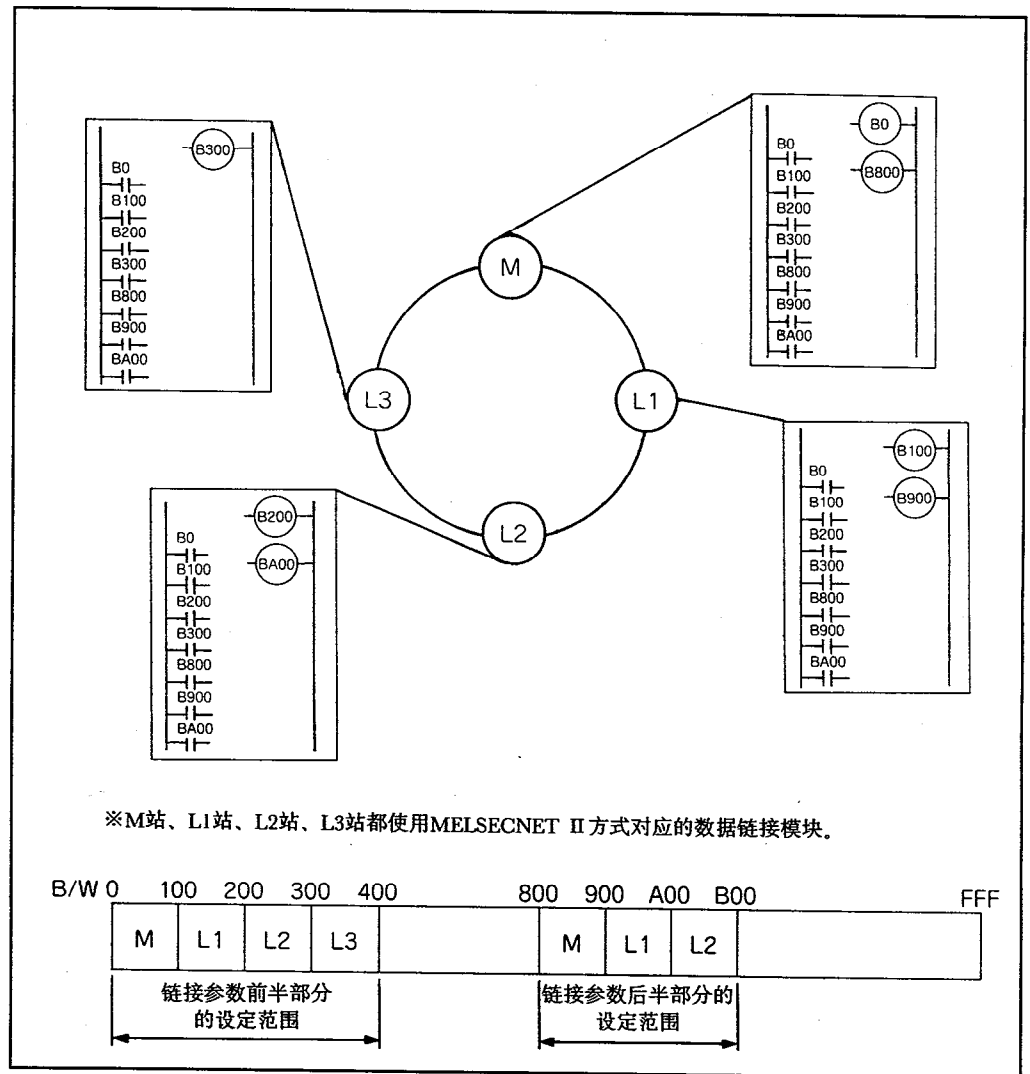 B300
B0
B100
B200
B300
B800
B900
BA00
B0
B800
B0
B100
B200
B300
B800
B900
BA00
M
L3
L1
L2
B100
B900
B0
B100
B200
B300
B800
B900
BA00
B200
BA00
B0
B100
B200
B300
B800
B900
BA00
※M站、L1站、L2站、L3站都使用MELSECNET Ⅱ方式对应的数据链接模块。
B/W 0 100 200 300 400 800 900 A00 B00 FFF
M L1 L2 L3 M L1 L2
链接参数前半部分
的设定范围
链接参数后半部分的
设定范围